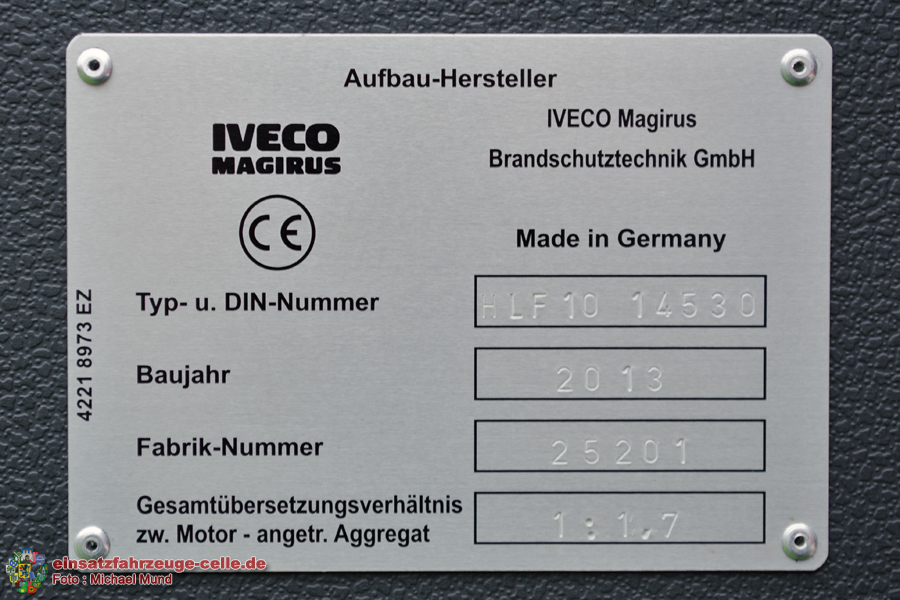 Aufbau-Hersteller
IVECO
MAGIRUS
IVECO Magirus
Brandschutztechnik GmbH
CE
Made in Germany
Typ- u. DIN-Nummer
HLF10 14530
Baujahr
2013
Fabrik-Nummer
25201
Gesamtübersetzungsverhältnis
zw. Motor - angetr. Aggregat
1:1,7
4221 8973 EZ
einsatzfahrzeuge-celle.de
Foto : Michael Mund